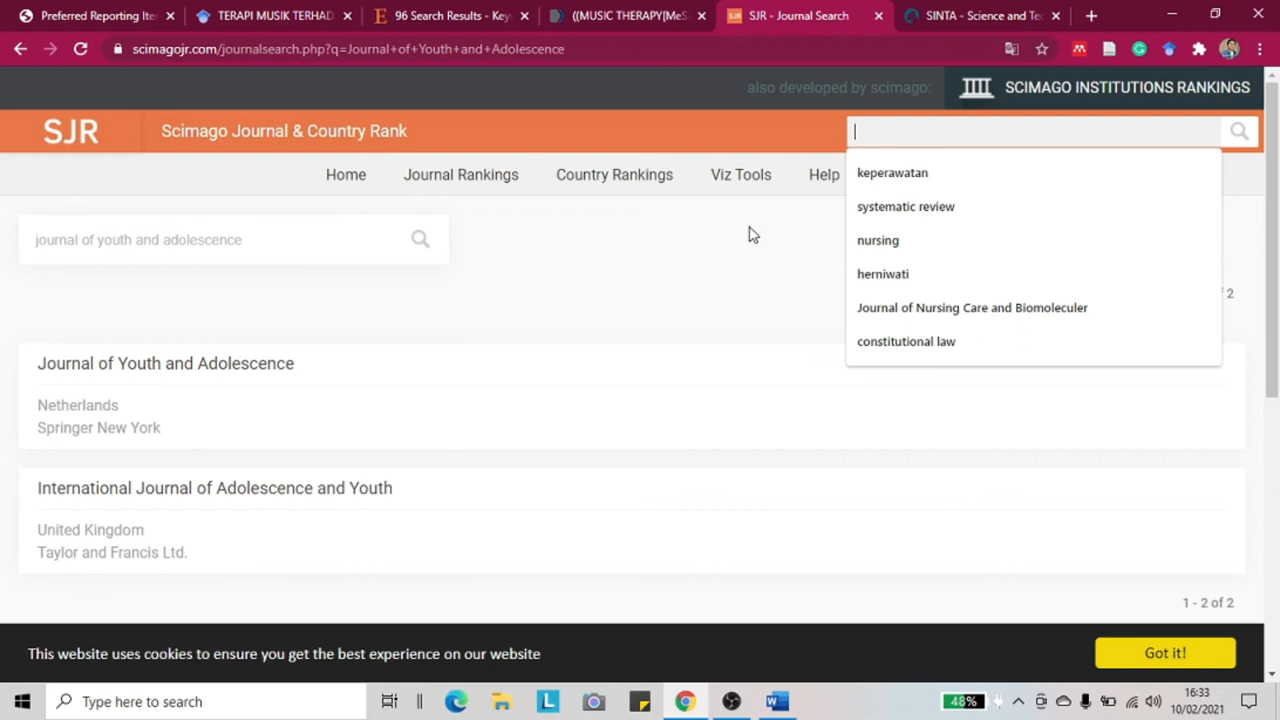 Preferred Reporting Ite
TERAPI MUSIK TERHAD
96 Search Results - Key
((MUSIC THERAPY[MeS
SJR - Journal Search
SINTA - Science and Tec
scimagojr.com/journalsearch.php?q=Journal+of+Youth+and+Adolescence
also developed by scimago:
SCIMAGO INSTITUTIONS RANKINGS
SJR
Scimago Journal & Country Rank
Home
Journal Rankings
Country Rankings
Viz Tools
Help
keperawatan
systematic review
nursing
herniwati
Journal of Nursing Care and Biomoleculer
constitutional law
journal of youth and adolescence
2
Journal of Youth and Adolescence
Netherlands
Springer New York
International Journal of Adolescence and Youth
United Kingdom
Taylor and Francis Ltd.
1 - 2 of 2
This website uses cookies to ensure you get the best experience on our website
Got it!
Type here to search
48%
16:33
10/02/2021